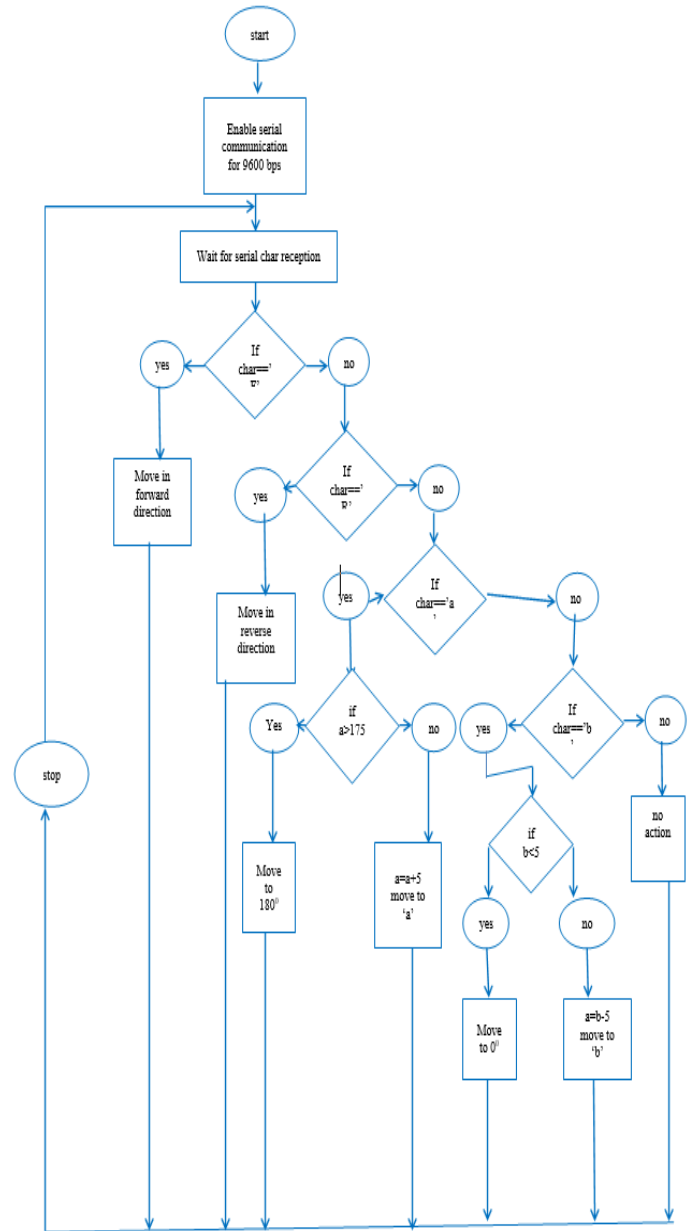 start
Enable serial
communication
for 9600 bps
Wait for serial char reception
If
char=='
yes
no
Move in
forward
direction
If
char=='
yes
no
Move in
reverse
direction
If
char=='a
'
yes
no
if
a>175
Yes
no
If
char=='b
'
yes
no
stop
Move
to
180⁰
a=a+5
move to
'a'
if
b<5
no
action
yes
no
Move
to 0⁰
a=b-5
move to
'b'